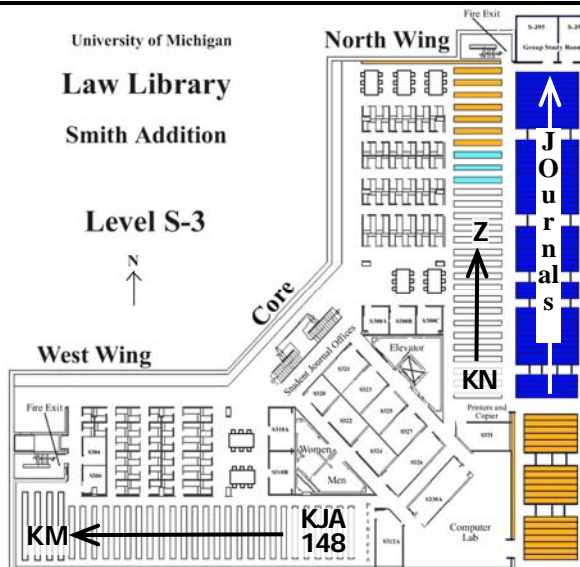 University of Michigan
Law Library
Smith Addition
Level S-3
N
North Wing
Fire Exit
S-395
Group Study Room
JOurnals
Z
KN
Core
West Wing
Fire Exit
Student Journal Offices
Elevator
S300A
S300B
S300C
S321
S320
S323
S322
S325
S324
S327
S326
S330A
Printers and
Copier
S331
S304
S306
S310A
S310B
Women
Men
KM
KJA
148
Printers
S312A
Computer
Lab